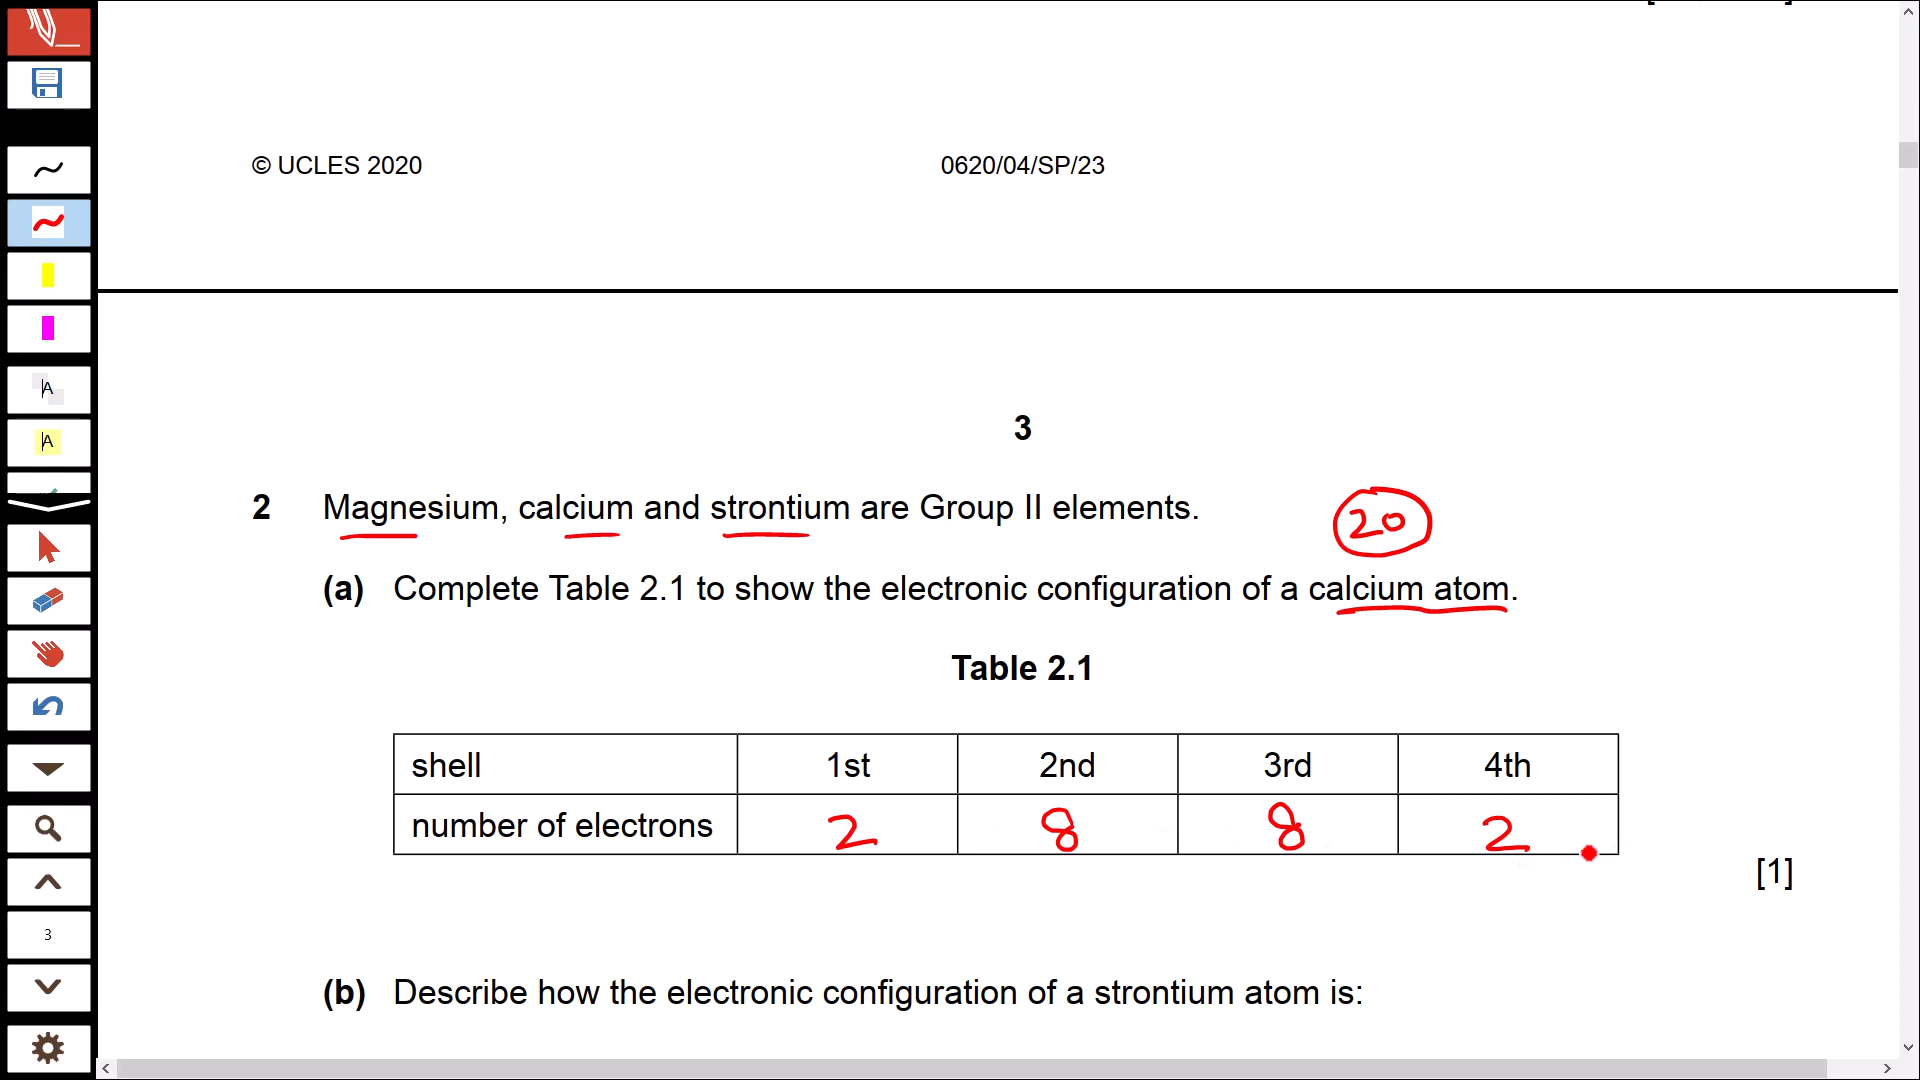 © UCLES 2020 0620/04/SP/23
3
2 Magnesium, calcium and strontium are Group II elements. 20
(a) Complete Table 2.1 to show the electronic configuration of a calcium atom.
Table 2.1
shell 1st 2nd 3rd 4th
number of electrons 2 8 8 2
[1]
(b) Describe how the electronic configuration of a strontium atom is:
A
A
3